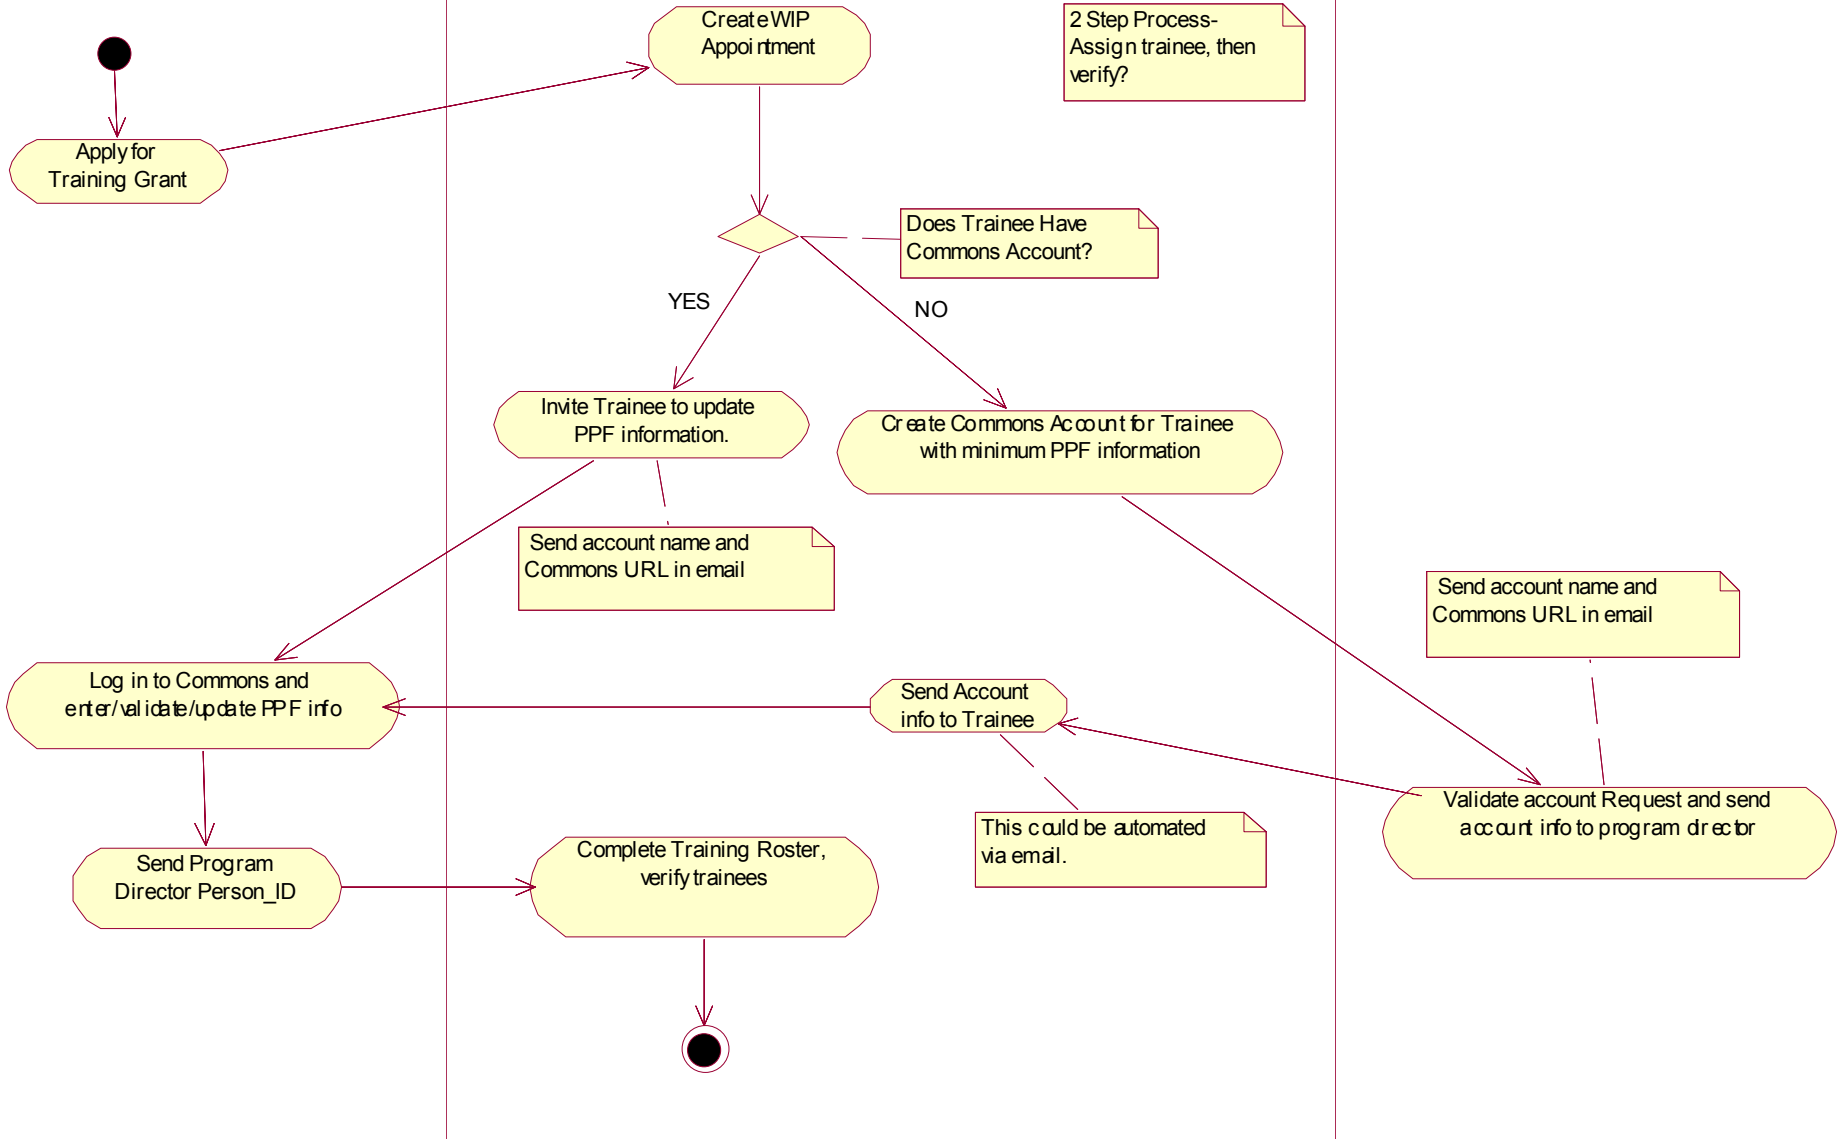 Create WIP
Appointment
2 Step Process-
Assign trainee, then
verify?
Apply for
Training Grant
Does Trainee Have
Commons Account?
YES
NO
Invite Trainee to update
PPF information.
Create Commons Account for Trainee
with minimum PPF information
Send account name and
Commons URL in email
Send account name and
Commons URL in email
Log in to Commons and
enter/validate/update PPF info
Send Account
info to Trainee
Validate account Request and send
account info to program director
This could be automated
via email.
Send Program
Director Person_ID
Complete Training Roster,
verify trainees